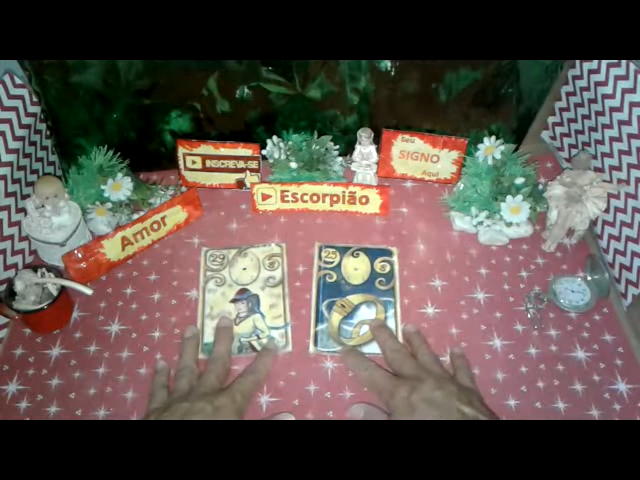 INSCREVA-SE
Seu
SIGNO
Aqui
Escorpião
Amor
29
25